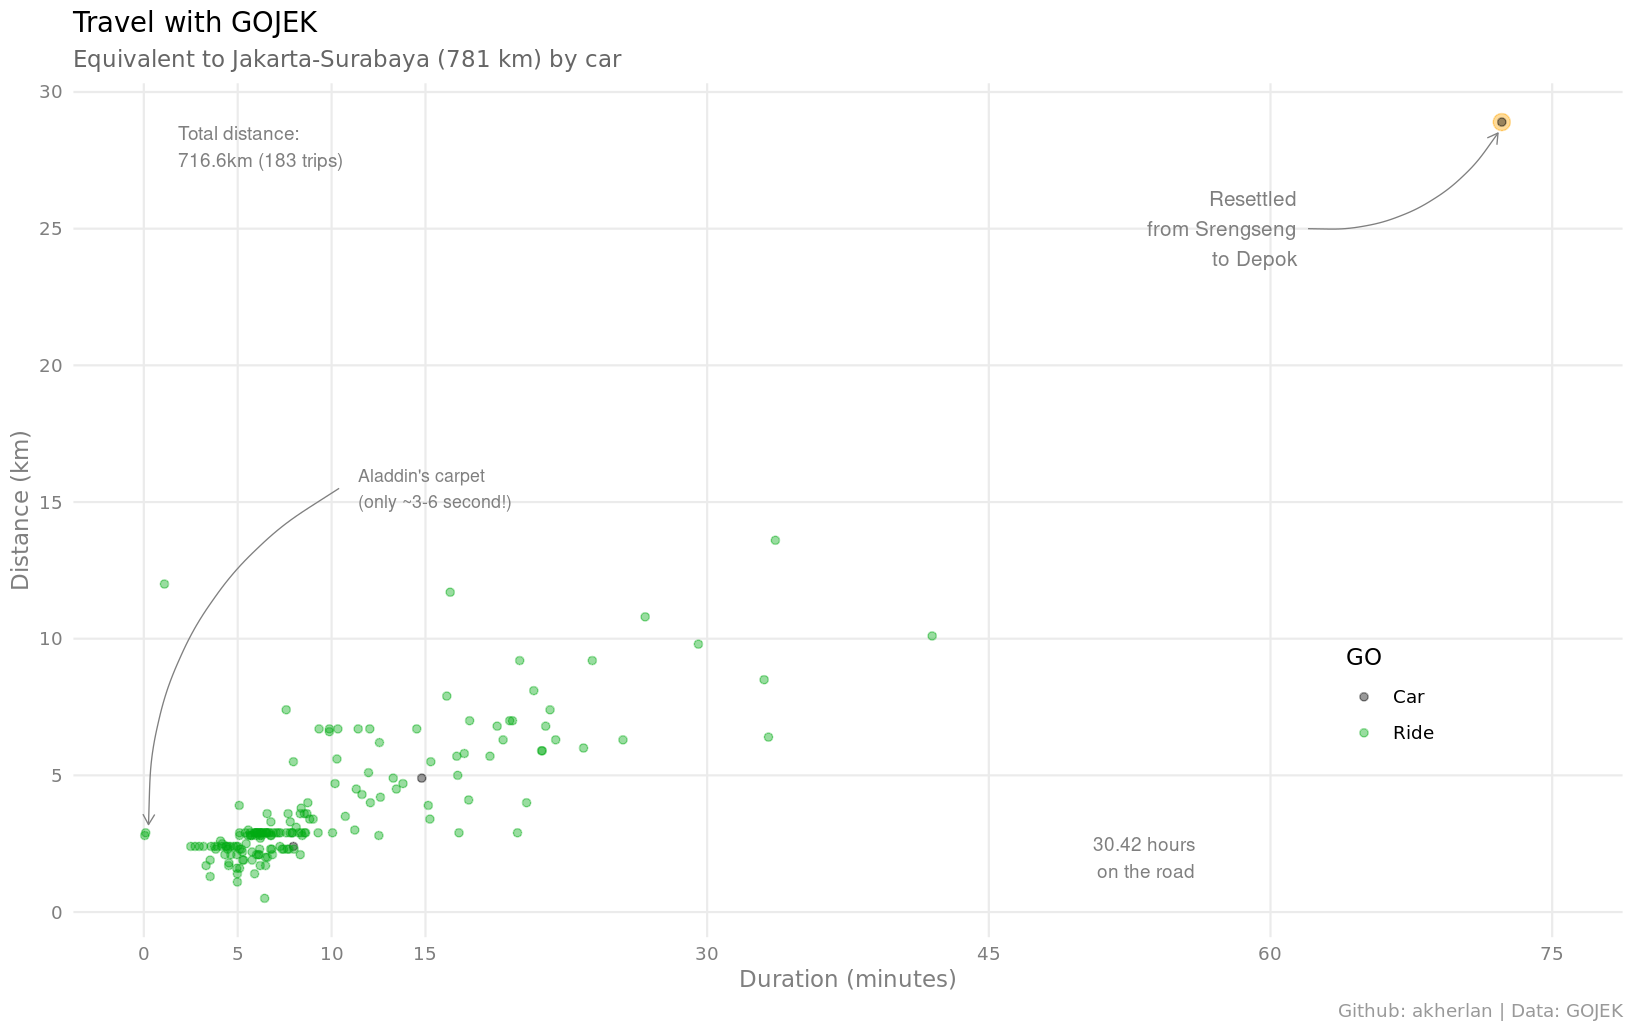 Travel with GOJEK
Equivalent to Jakarta-Surabaya (781 km) by car
30
25
20
15
10
5
0
Distance (km)
Total distance:
716.6km (183 trips)
Resettled
from Srengseng
to Depok
Aladdin's carpet
(only ~3-6 second!)
GO
Car
Ride
30.42 hours
on the road
0 5 10 15 30 45 60 75
Duration (minutes)
Github: akherlan | Data: GOJEK